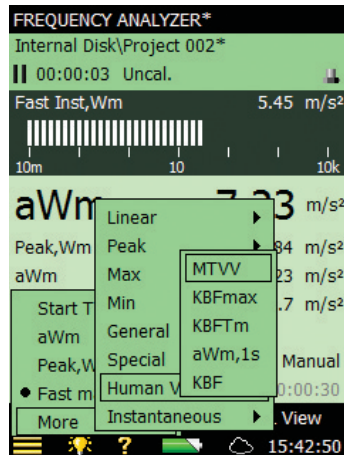 FREQUENCY ANALYZER*
Internal Disk\Project 002*
00:00:03 Uncal.
Fast Inst,Wm 5.45 m/s²
10m 10 10k
aWm 3 m/s²
Peak,Wm 84 m/s²
aWm 23 m/s²
.7 m/s²
Manual
:00:30
View
Linear
Peak
Max
Min
General
Special
Human V
Instantaneous
MTVV
KBFmax
KBFTm
aWm,1s
KBF
Start T
aWm
Peak,W
Fast m
More
? 15:42:50